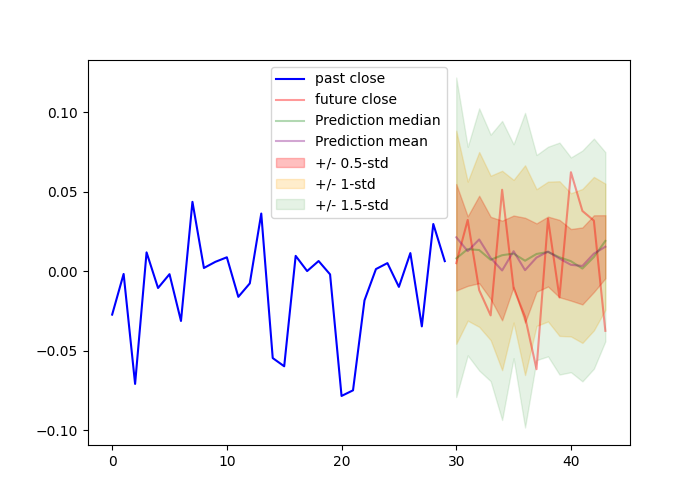 past close
future close
Prediction median
Prediction mean
+/- 0.5-std
+/- 1-std
+/- 1.5-std
0.10
0.05
0.00
−0.05
−0.10
0 10 20 30 40